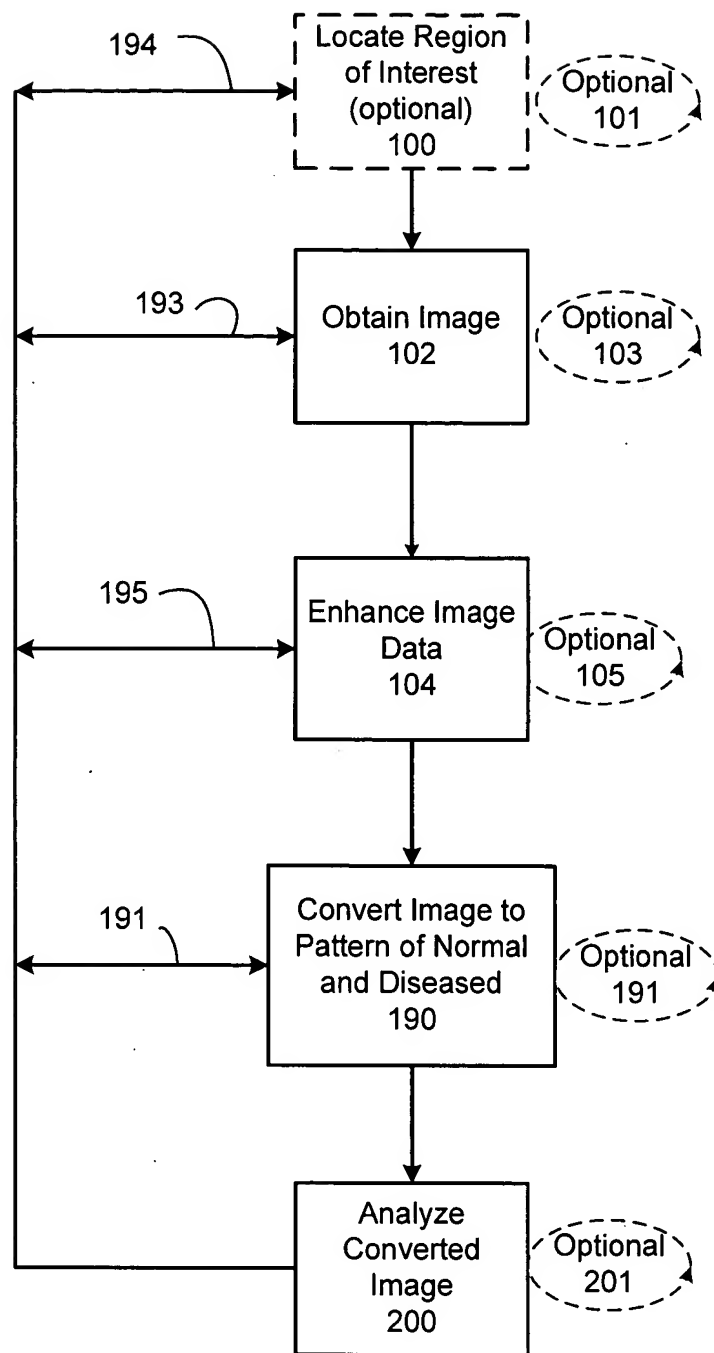 194
Locate Region
of Interest
(optional)
100
Optional
101
193
Obtain Image
102
Optional
103
195
Enhance Image
Data
104
Optional
105
191
Convert Image to
Pattern of Normal
and Diseased
190
Optional
191
Analyze
Converted
Image
200
Optional
201